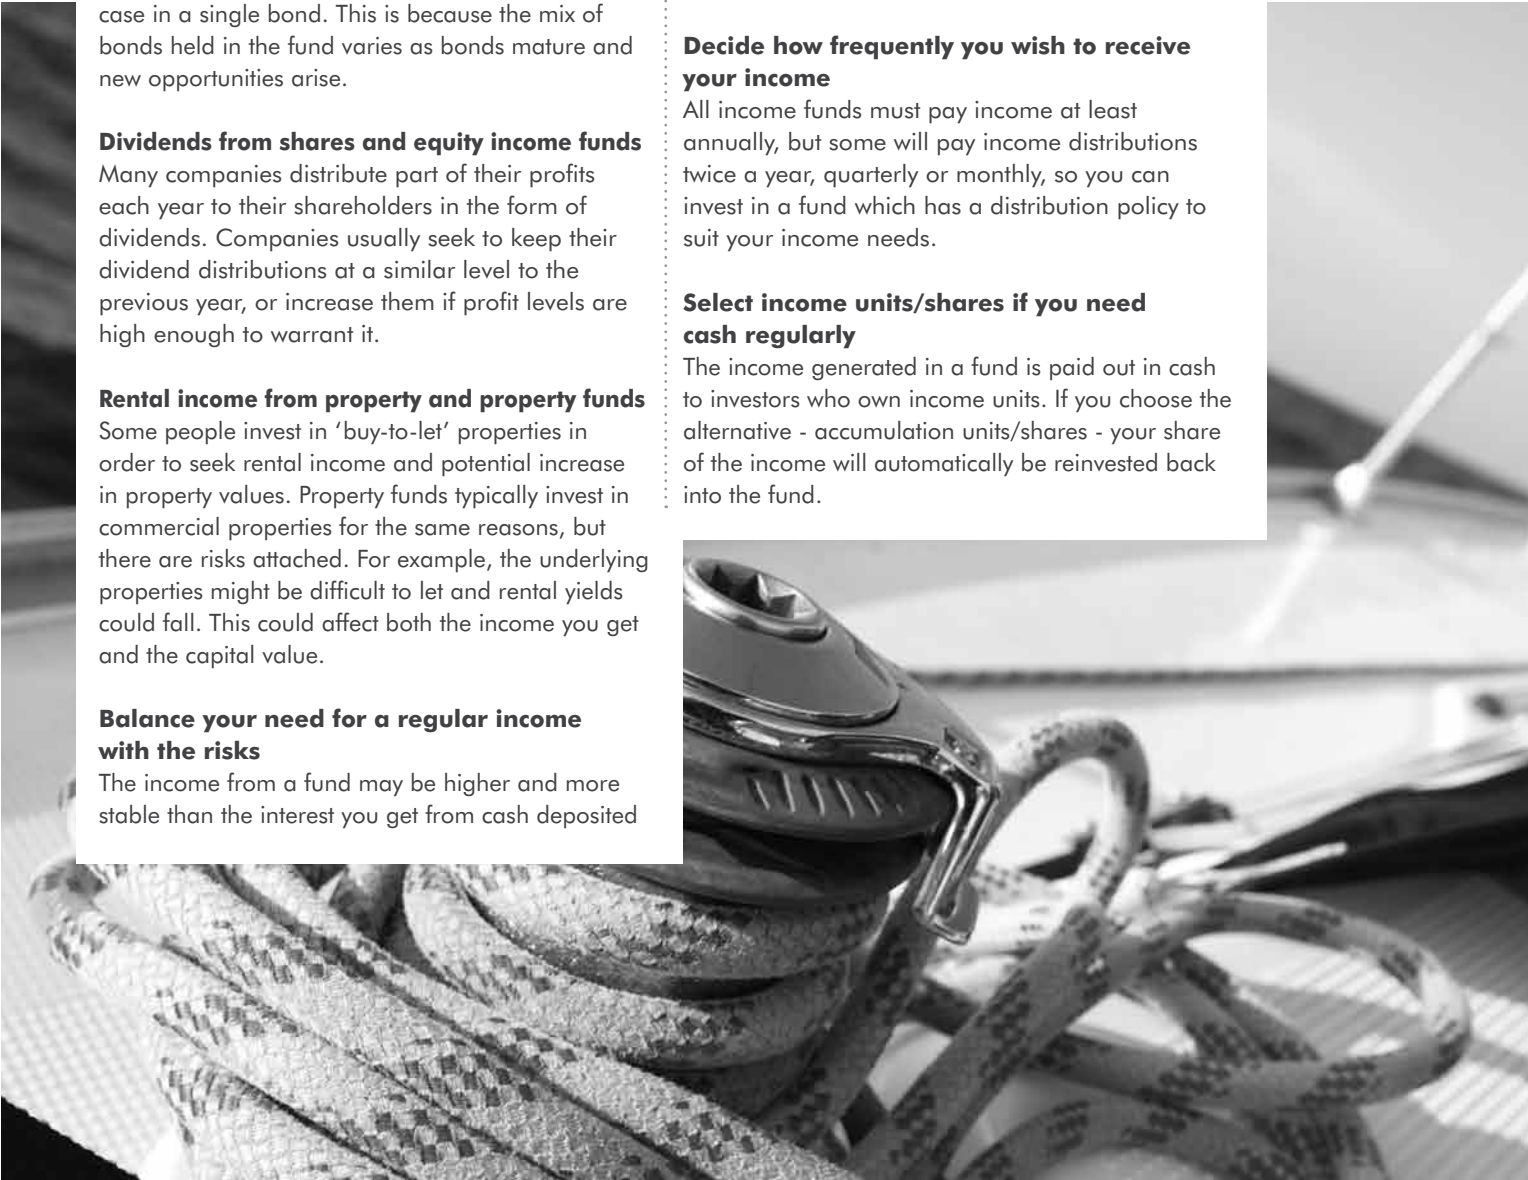 case in a single bond. This is because the mix of
bonds held in the fund varies as bonds mature and
new opportunities arise.
Dividends from shares and equity income funds
Many companies distribute part of their profits
each year to their shareholders in the form of
dividends. Companies usually seek to keep their
dividend distributions at a similar level to the
previous year, or increase them if profit levels are
high enough to warrant it.
Rental income from property and property funds
Some people invest in ‘buy-to-let’ properties in
order to seek rental income and potential increase
in property values. Property funds typically invest in
commercial properties for the same reasons, but
there are risks attached. For example, the underlying
properties might be difficult to let and rental yields
could fall. This could affect both the income you get
and the capital value.
Balance your need for a regular income
with the risks
The income from a fund may be higher and more
stable than the interest you get from cash deposited
Decide how frequently you wish to receive
your income
All income funds must pay income at least
annually, but some will pay income distributions
twice a year, quarterly or monthly, so you can
invest in a fund which has a distribution policy to
suit your income needs.
Select income units/shares if you need
cash regularly
The income generated in a fund is paid out in cash
to investors who own income units. If you choose the
alternative - accumulation units/shares - your share
of the income will automatically be reinvested back
into the fund.